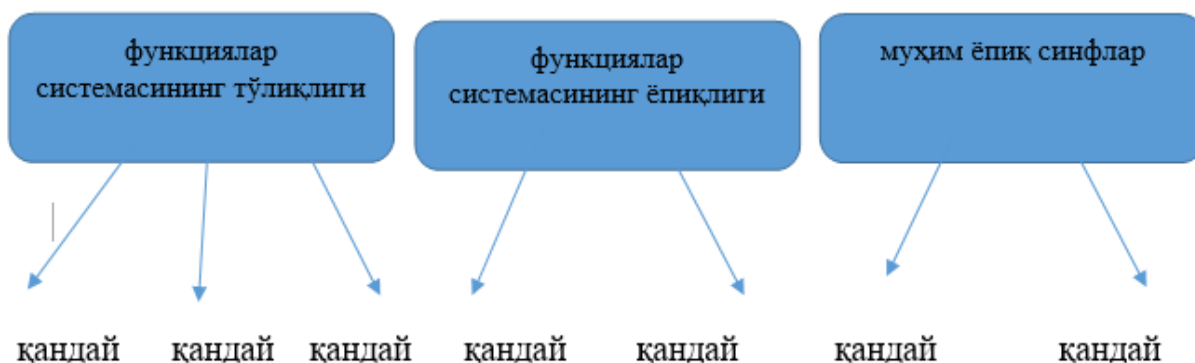 функциялар
системасининг тўлиқлиги
функциялар
системасининг ёпиқлиги
муҳим ёпиқ синфлар
қандай қандай қандай қандай қандай қандай қандай